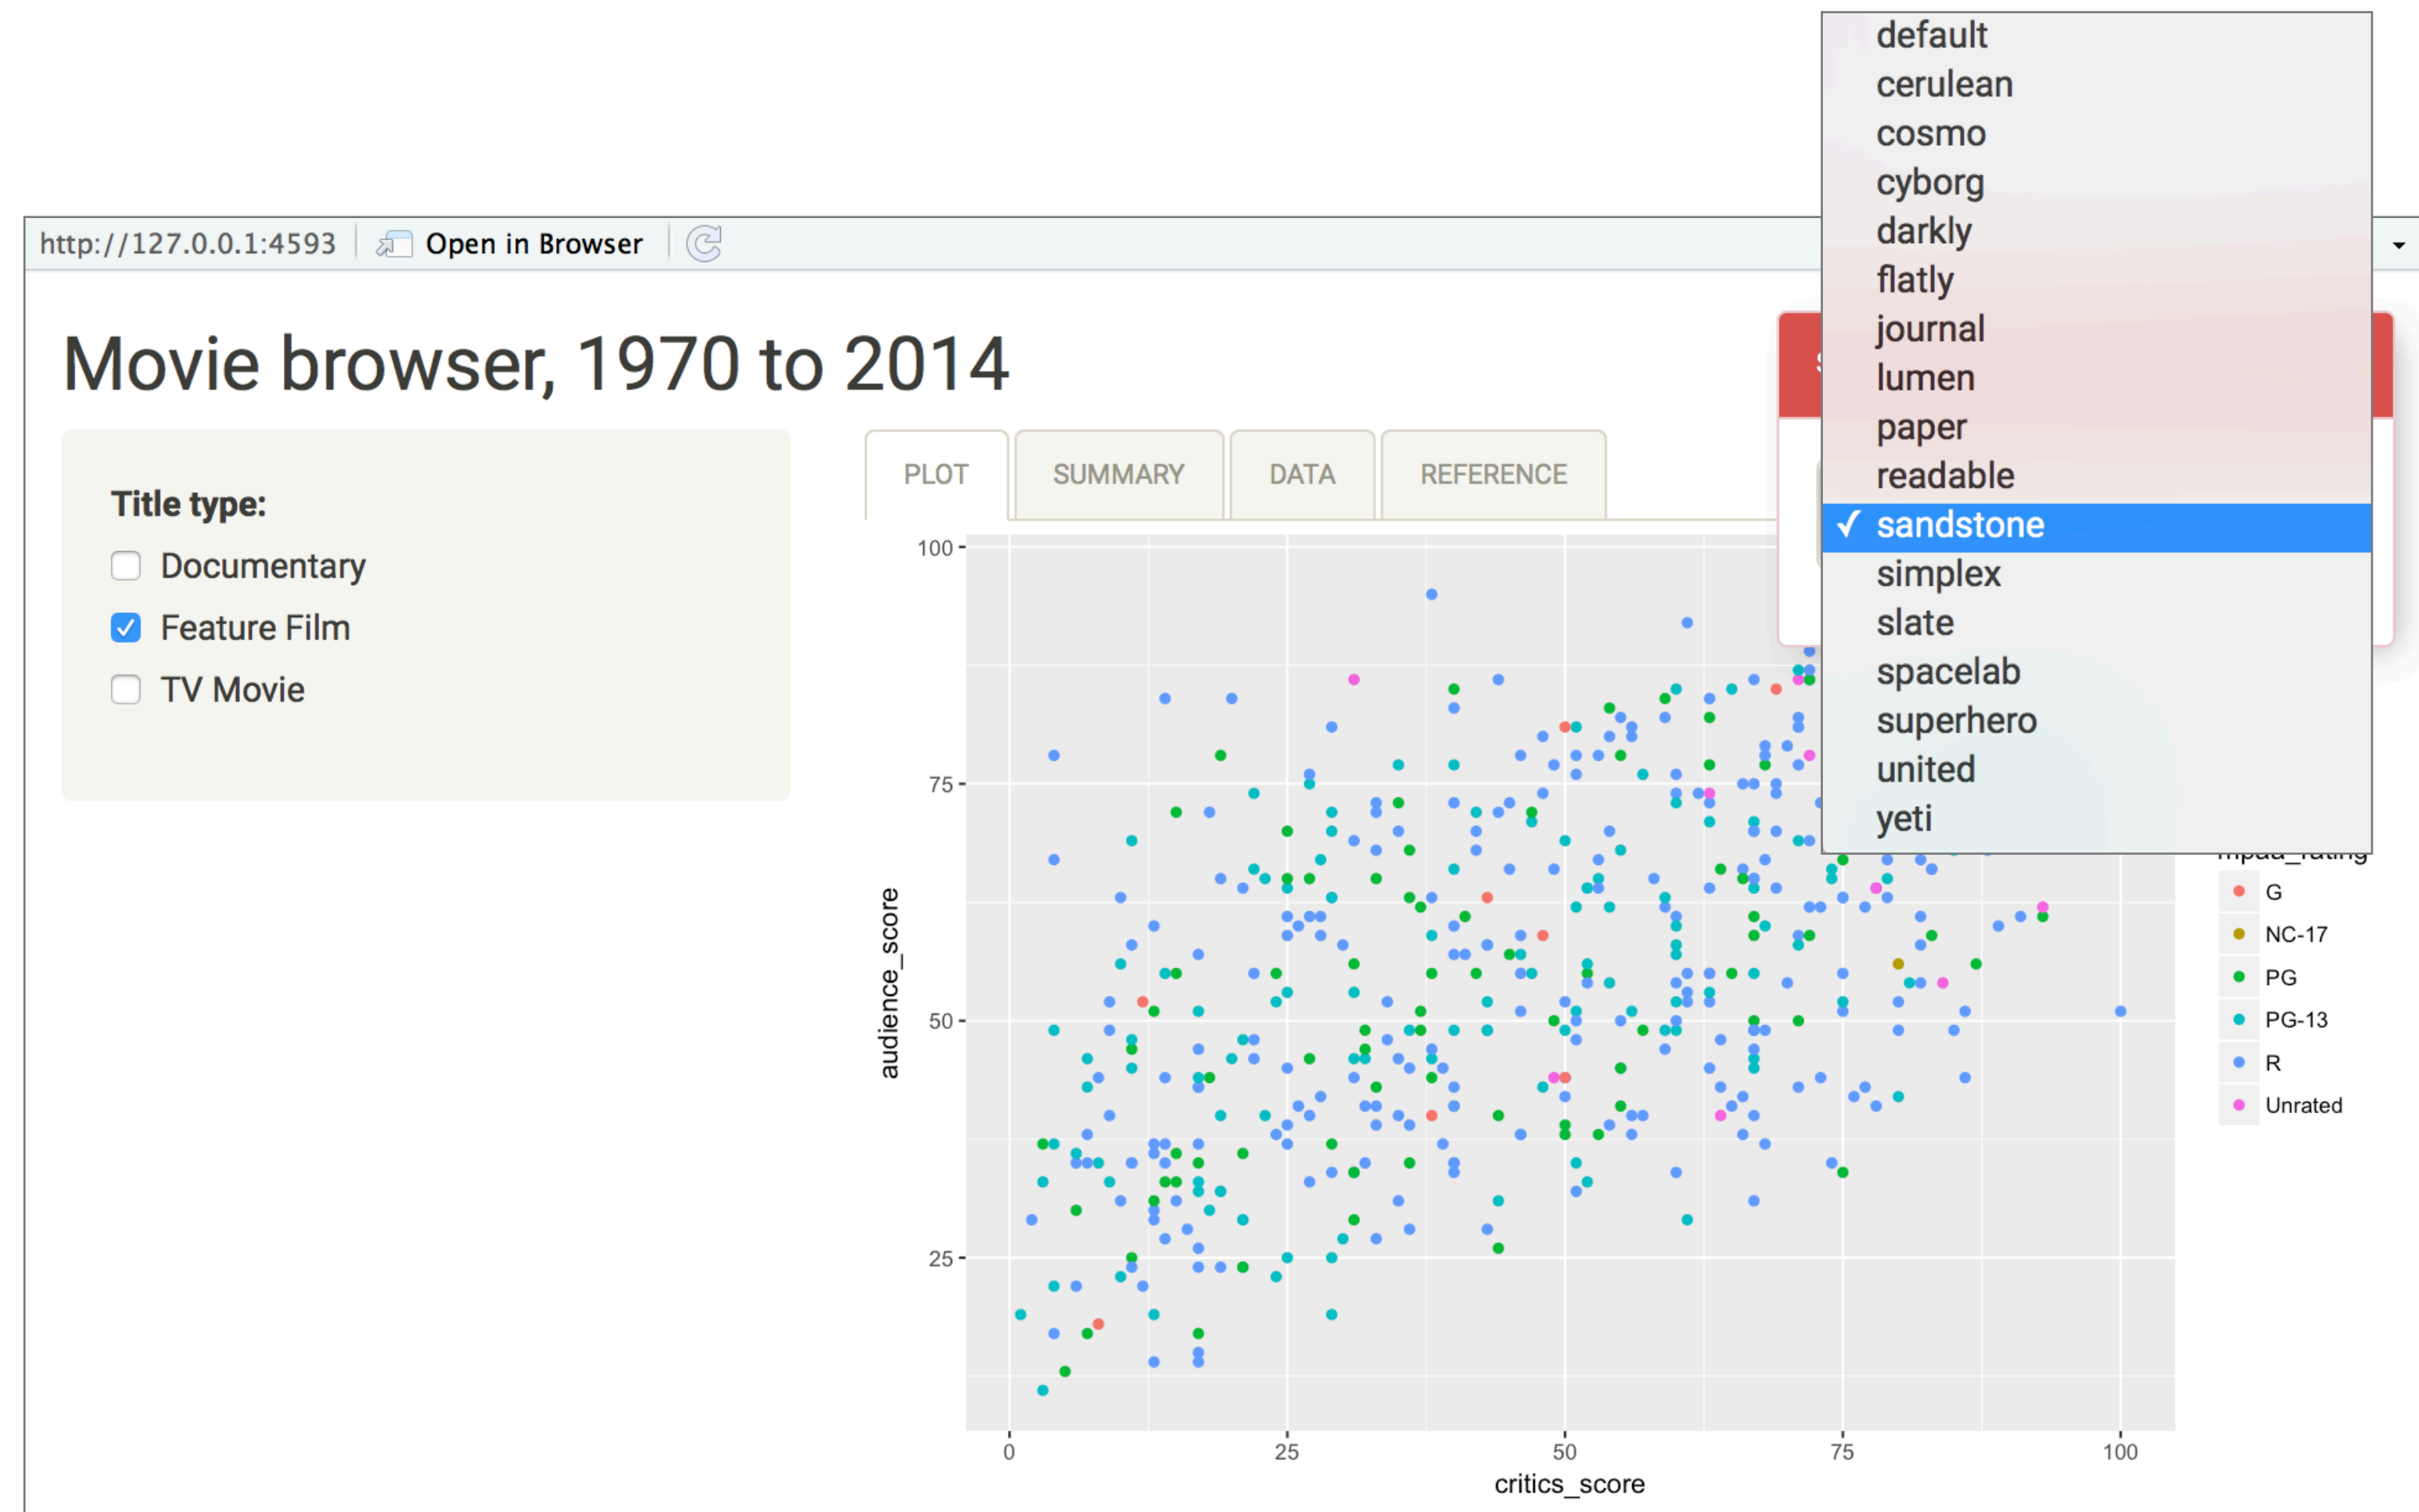 default
cerulean
cosmo
cyborg
darkly
flatly
journal
lumen
paper
readable
✓ sandstone
simplex
slate
spacelab
superhero
united
yeti
http://127.0.0.1:4593 Open in Browser
Movie browser, 1970 to 2014
Title type:
Documentary
Feature Film
TV Movie
PLOT SUMMARY DATA REFERENCE
100
75
50
25
audience_score
0 25 50 75 100
critics_score
mpaa_rating
G
NC-17
PG
PG-13
R
Unrated